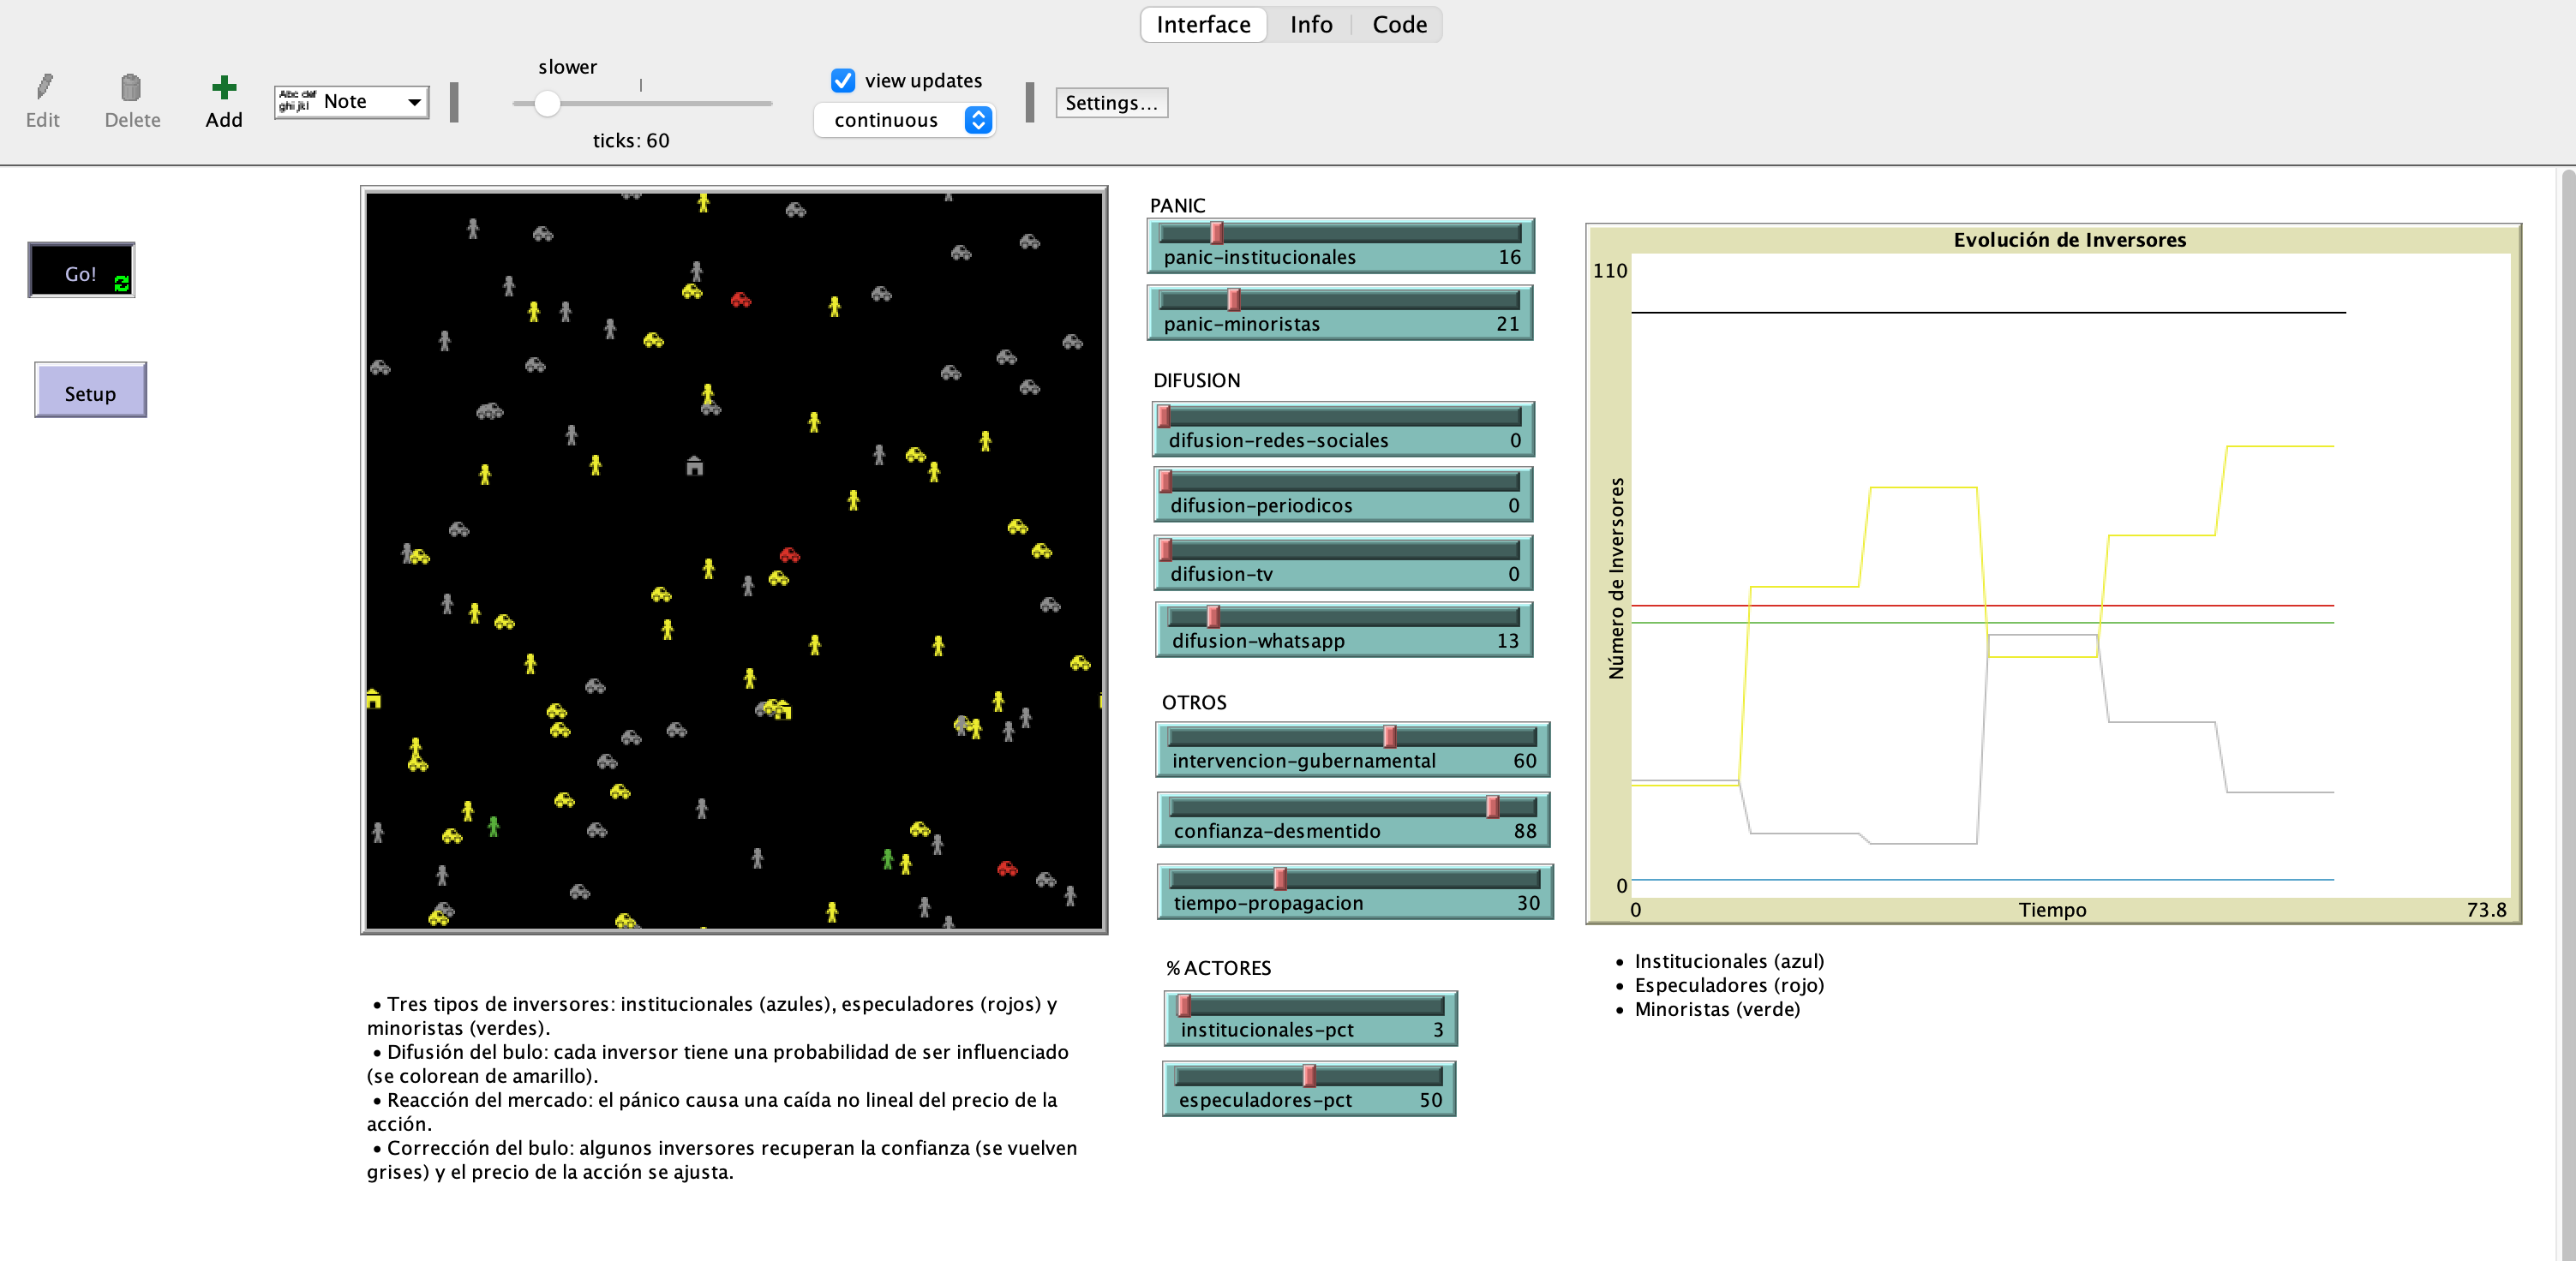 Interface Info Code
slower
view updates
Edit Delete Add Abc def ghi jkl Note continuous Settings...
ticks: 60
Go!
Setup
PANIC
panic-institucionales 16
panic-minoristas 21
DIFUSION
difusion-redes-sociales 0
difusion-periodicos 0
difusion-tv 0
difusion-whatsapp 13
OTROS
intervencion-gubernamental 60
confianza-desmentido 88
tiempo-propagacion 30
% ACTORES
institucionales-pct 3
especuladores-pct 50
Evolución de Inversores
110
Número de Inversores
0
0 Tiempo 73.8
• Institucionales (azul)
• Especuladores (rojo)
• Minoristas (verde)
• Tres tipos de inversores: institucionales (azules), especuladores (rojos) y
minoristas (verdes).
• Difusión del bulo: cada inversor tiene una probabilidad de ser influenciado
(se colorean de amarillo).
• Reacción del mercado: el pánico causa una caída no lineal del precio de la
acción.
• Corrección del bulo: algunos inversores recuperan la confianza (se vuelven
grises) y el precio de la acción se ajusta.